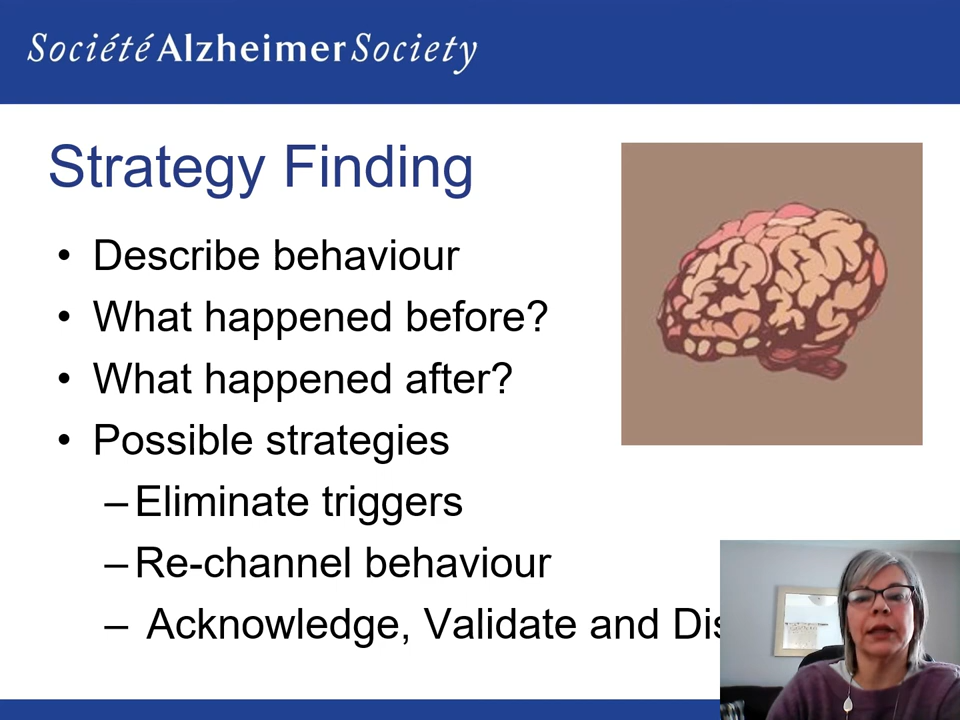 Société Alzheimer Society
Strategy Finding
• Describe behaviour
• What happened before?
• What happened after?
• Possible strategies
– Eliminate triggers
– Re-channel behaviour
– Acknowledge, Validate and